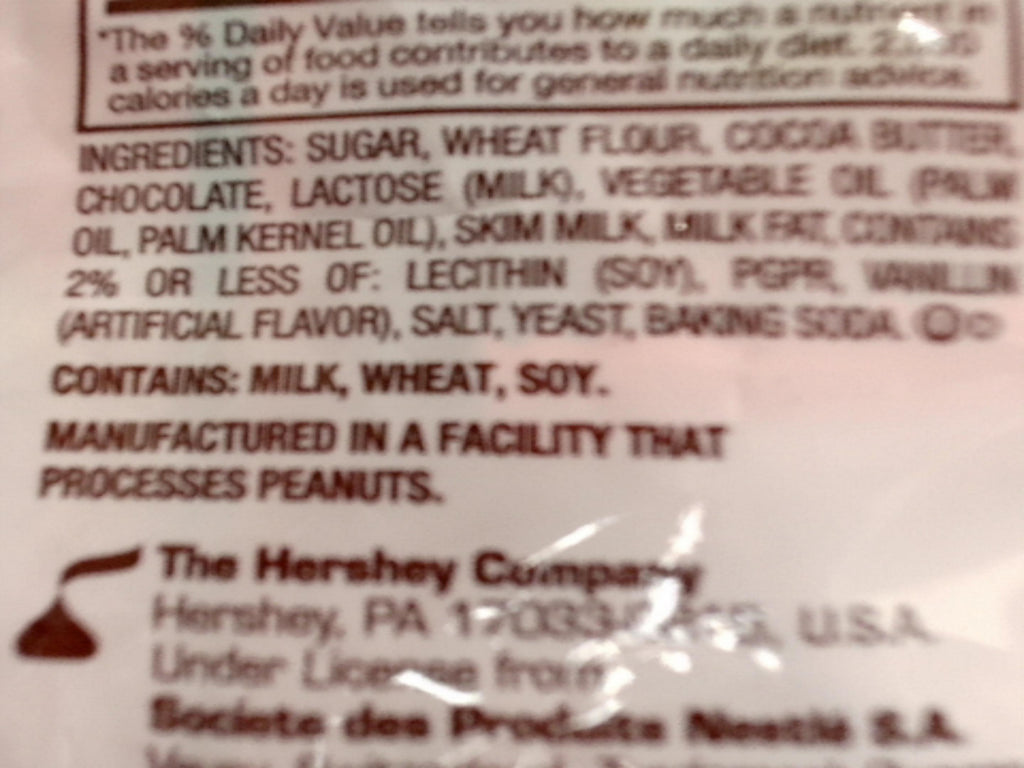 *The % Daily Value tells you how much a nutrient in
a serving of food contributes to a daily diet. 2,000
calories a day is used for general nutrition advice.
INGREDIENTS: SUGAR, WHEAT FLOUR, COCOA BUTTER,
CHOCOLATE, LACTOSE (MILK), VEGETABLE OIL (PALM
OIL, PALM KERNEL OIL), SKIM MILK, MILK FAT, CONTAINS
2% OR LESS OF: LECITHIN (SOY), PGPR, VANILLIN
(ARTIFICIAL FLAVOR), SALT, YEAST, BAKING SODA.
CONTAINS: MILK, WHEAT, SOY.
MANUFACTURED IN A FACILITY THAT
PROCESSES PEANUTS.
The Hershey Company
Hershey, PA U.S.A.
Under License from
Societe des Produits Nestlé S.A.